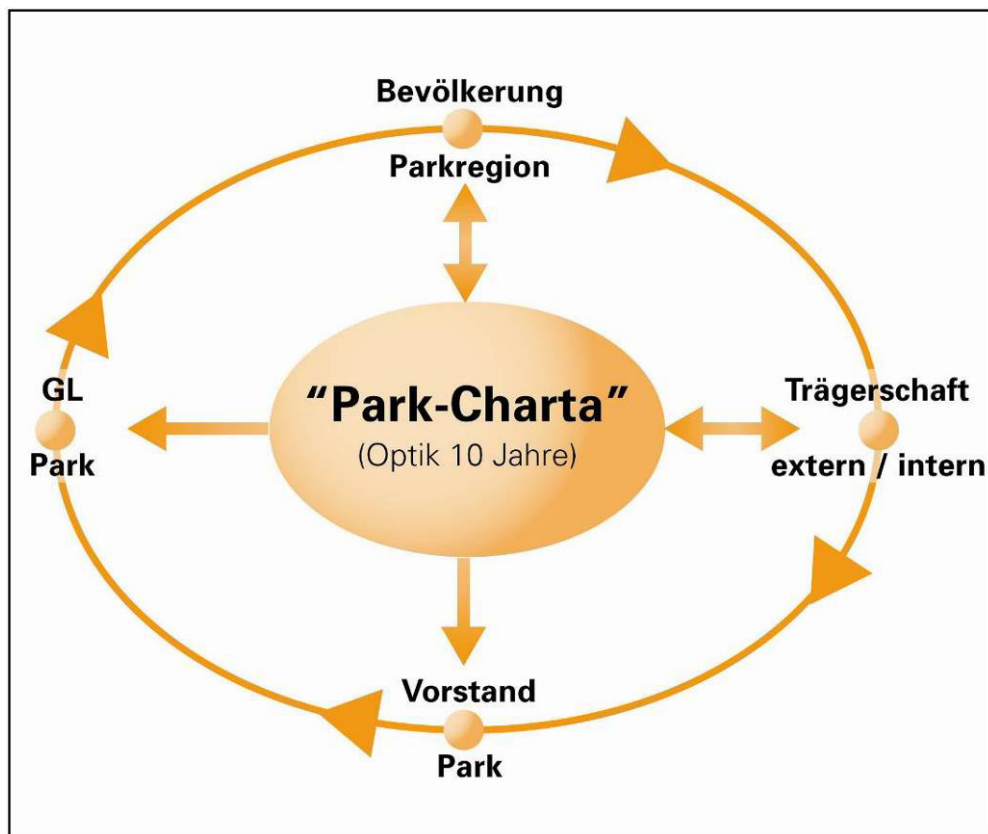 Bevölkerung
Parkregion
GL
Park
“Park-Charta”
(Optik 10 Jahre)
Trägerschaft
extern / intern
Vorstand
Park